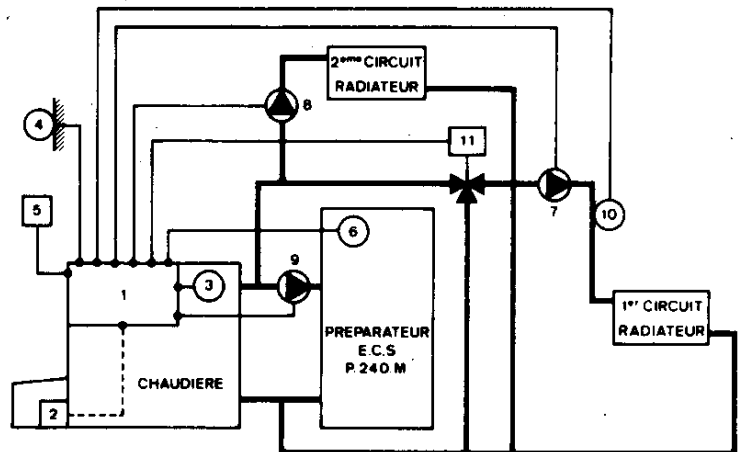 2eme CIRCUIT
RADIATEUR
8
4
11
5
7
10
6
9
1
3
1er CIRCUIT
RADIATEUR
PREPARATEUR
E.C.S
P. 240 M
CHAUDIERE
2